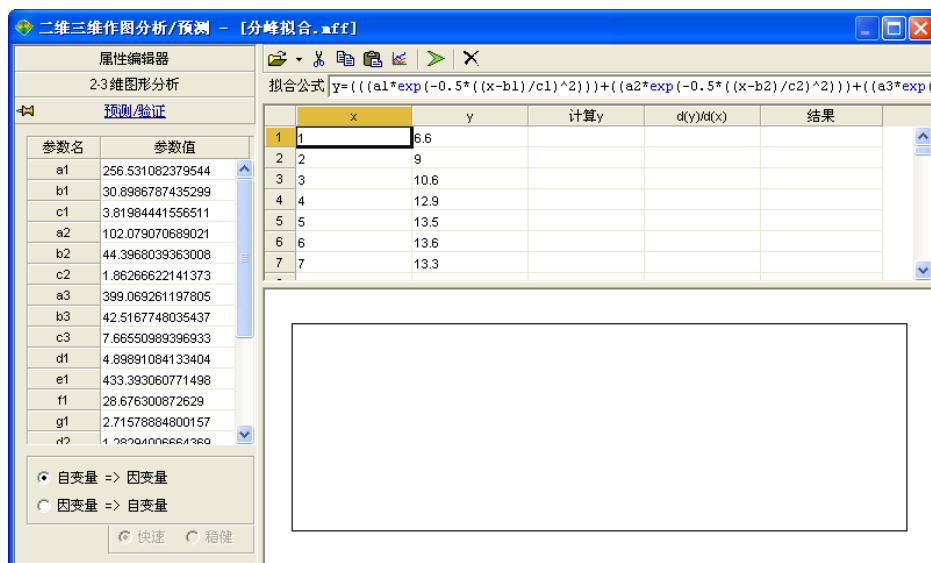 二维三维作图分析/预测 - [分峰拟合.mff]
属性编辑器
2-3维图形分析
预测/验证
拟合公式 y=(((a1*exp(-0.5*((x-b1)/c1)^2)))+((a2*exp(-0.5*((x-b2)/c2)^2)))+((a3*exp(
参数名 参数值
a1 256.531082379544
b1 30.8986787435299
c1 3.81984441556511
a2 102.079070689021
b2 44.3968039363008
c2 1.86266622141373
a3 399.069261197805
b3 42.5167748035437
c3 7.66550989396933
d1 4.89891084133404
e1 433.393060771498
f1 28.676300872629
g1 2.71578884800157
d2 1.28294006664369
x y 计算y d(y)/d(x) 结果
1 1 6.6
2 2 9
3 3 10.6
4 4 12.9
5 5 13.5
6 6 13.6
7 7 13.3
自变量 => 因变量
因变量 => 自变量
快速 稳健